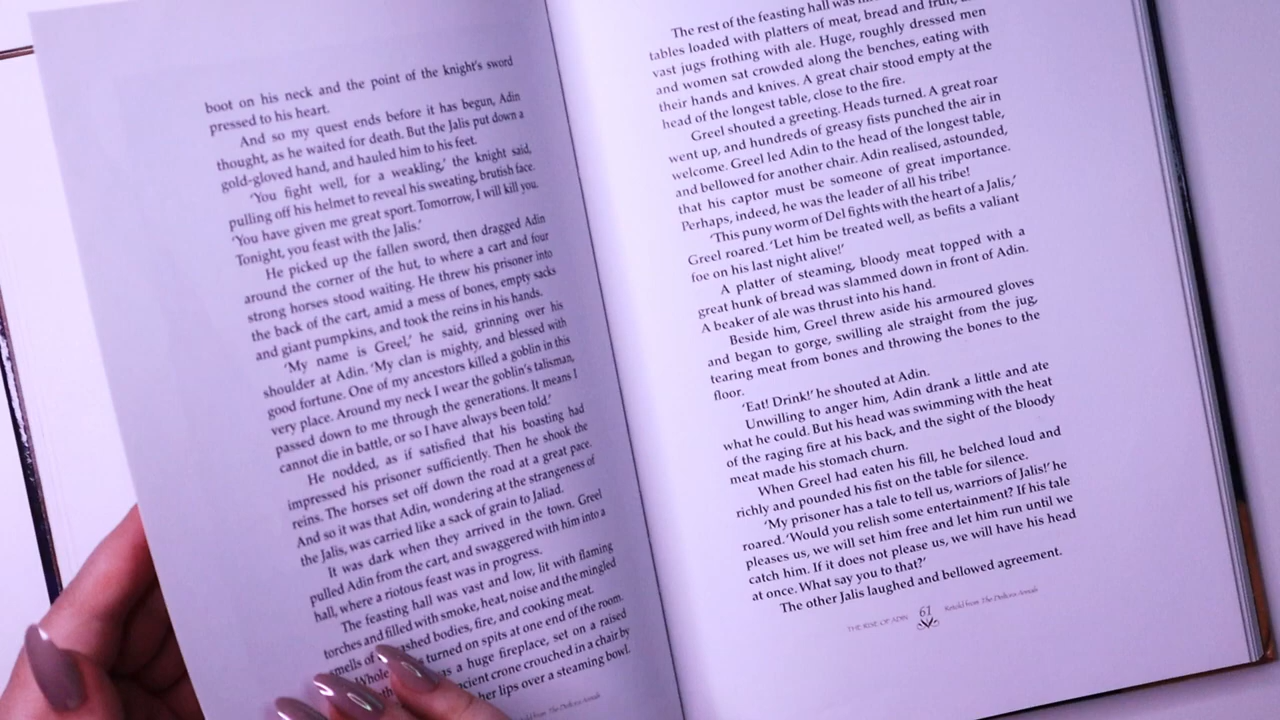 boot on his neck and the point of the knight's sword
pressed to his heart.
And so my quest ends before it has begun, Adin
thought, as he waited for death. But the Jalis put down a
gold-gloved hand, and hauled him to his feet.
'You fight well, for a weakling,' the knight said,
pulling off his helmet to reveal his sweating, brutish face.
'You have given me great sport. Tomorrow, I will kill you.
Tonight, you feast with the Jalis.'
He picked up the fallen sword, then dragged Adin
around the corner of the hut, to where a cart and four
strong horses stood waiting. He threw his prisoner into
the back of the cart, amid a mess of bones, empty sacks
and giant pumpkins, and took the reins in his hands.
'My name is Greel,' he said, grinning over his
shoulder at Adin. 'My clan is mighty, and blessed with
good fortune. One of my ancestors killed a goblin in this
very place. Around my neck I wear the goblin's talisman,
passed down to me through the generations. It means I
cannot die in battle, or so I have always been told.'
He nodded, as if satisfied that his boasting had
impressed his prisoner sufficiently. Then he shook the
reins. The horses set off down the road at a great pace.
And so it was that Adin, wondering at the strangeness of
the Jalis, was carried like a sack of grain to Jaliad.
It was dark when they arrived in the town. Greel
pulled Adin from the cart, and swaggered with him into a
hall, where a riotous feast was in progress.
The feasting hall was vast and low, lit with flaming
torches and filled with smoke, heat, noise and the mingled
smells of bodies, fire, and cooking meat.
Whole turned on spits at one end of the room.
a huge fireplace, set on a raised
crone crouched in a chair by
her lips over a steaming bowl.
Retold from The Deltora Annals
The rest of the feasting hall was
tables loaded with platters of meat, bread and fruit,
vast jugs frothing with ale. Huge, roughly dressed men
and women sat crowded along the benches, eating with
their hands and knives. A great chair stood empty at the
head of the longest table, close to the fire.
Greel shouted a greeting. Heads turned. A great roar
went up, and hundreds of greasy fists punched the air in
welcome. Greel led Adin to the head of the longest table,
and bellowed for another chair. Adin realised, astounded,
that his captor must be someone of great importance.
Perhaps, indeed, he was the leader of all his tribe!
'This puny worm of Del fights with the heart of a Jalis,'
Greel roared. 'Let him be treated well, as befits a valiant
foe on his last night alive!'
A platter of steaming, bloody meat topped with a
great hunk of bread was slammed down in front of Adin.
A beaker of ale was thrust into his hand.
Beside him, Greel threw aside his armoured gloves
and began to gorge, swilling ale straight from the jug,
tearing meat from bones and throwing the bones to the
floor.
'Eat! Drink!' he shouted at Adin.
Unwilling to anger him, Adin drank a little and ate
what he could. But his head was swimming with the heat
of the raging fire at his back, and the sight of the bloody
meat made his stomach churn.
When Greel had eaten his fill, he belched loud and
richly and pounded his fist on the table for silence.
'My prisoner has a tale to tell us, warriors of Jalis!' he
roared. 'Would you relish some entertainment? If his tale
pleases us, we will set him free and let him run until we
catch him. If it does not please us, we will have his head
at once. What say you to that?'
The other Jalis laughed and bellowed agreement.
THE RISE OF ADIN 61 Retold from The Deltora Annals